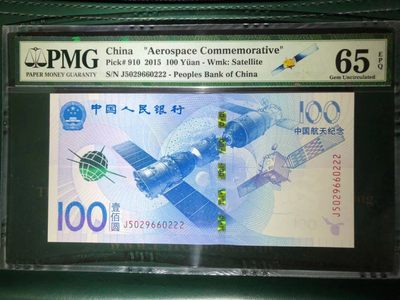 PMG
PAPER MONEY GUARANTY
China "Aerospace Commemorative"
Pick# 910 2015 100 Yüan - Wmk: Satellite
S/N J5029660222 - Peoples Bank of China
65 EPQ
Gem Uncirculated
中国人民银行
100
中国航天纪念
J5029660222
100 壹佰圆
J5029660222